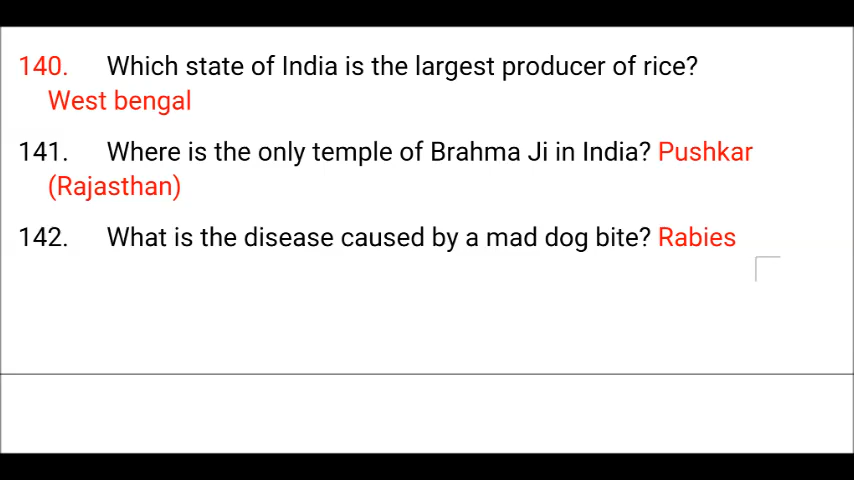 140. Which state of India is the largest producer of rice?
West bengal
141. Where is the only temple of Brahma Ji in India? Pushkar
(Rajasthan)
142. What is the disease caused by a mad dog bite? Rabies